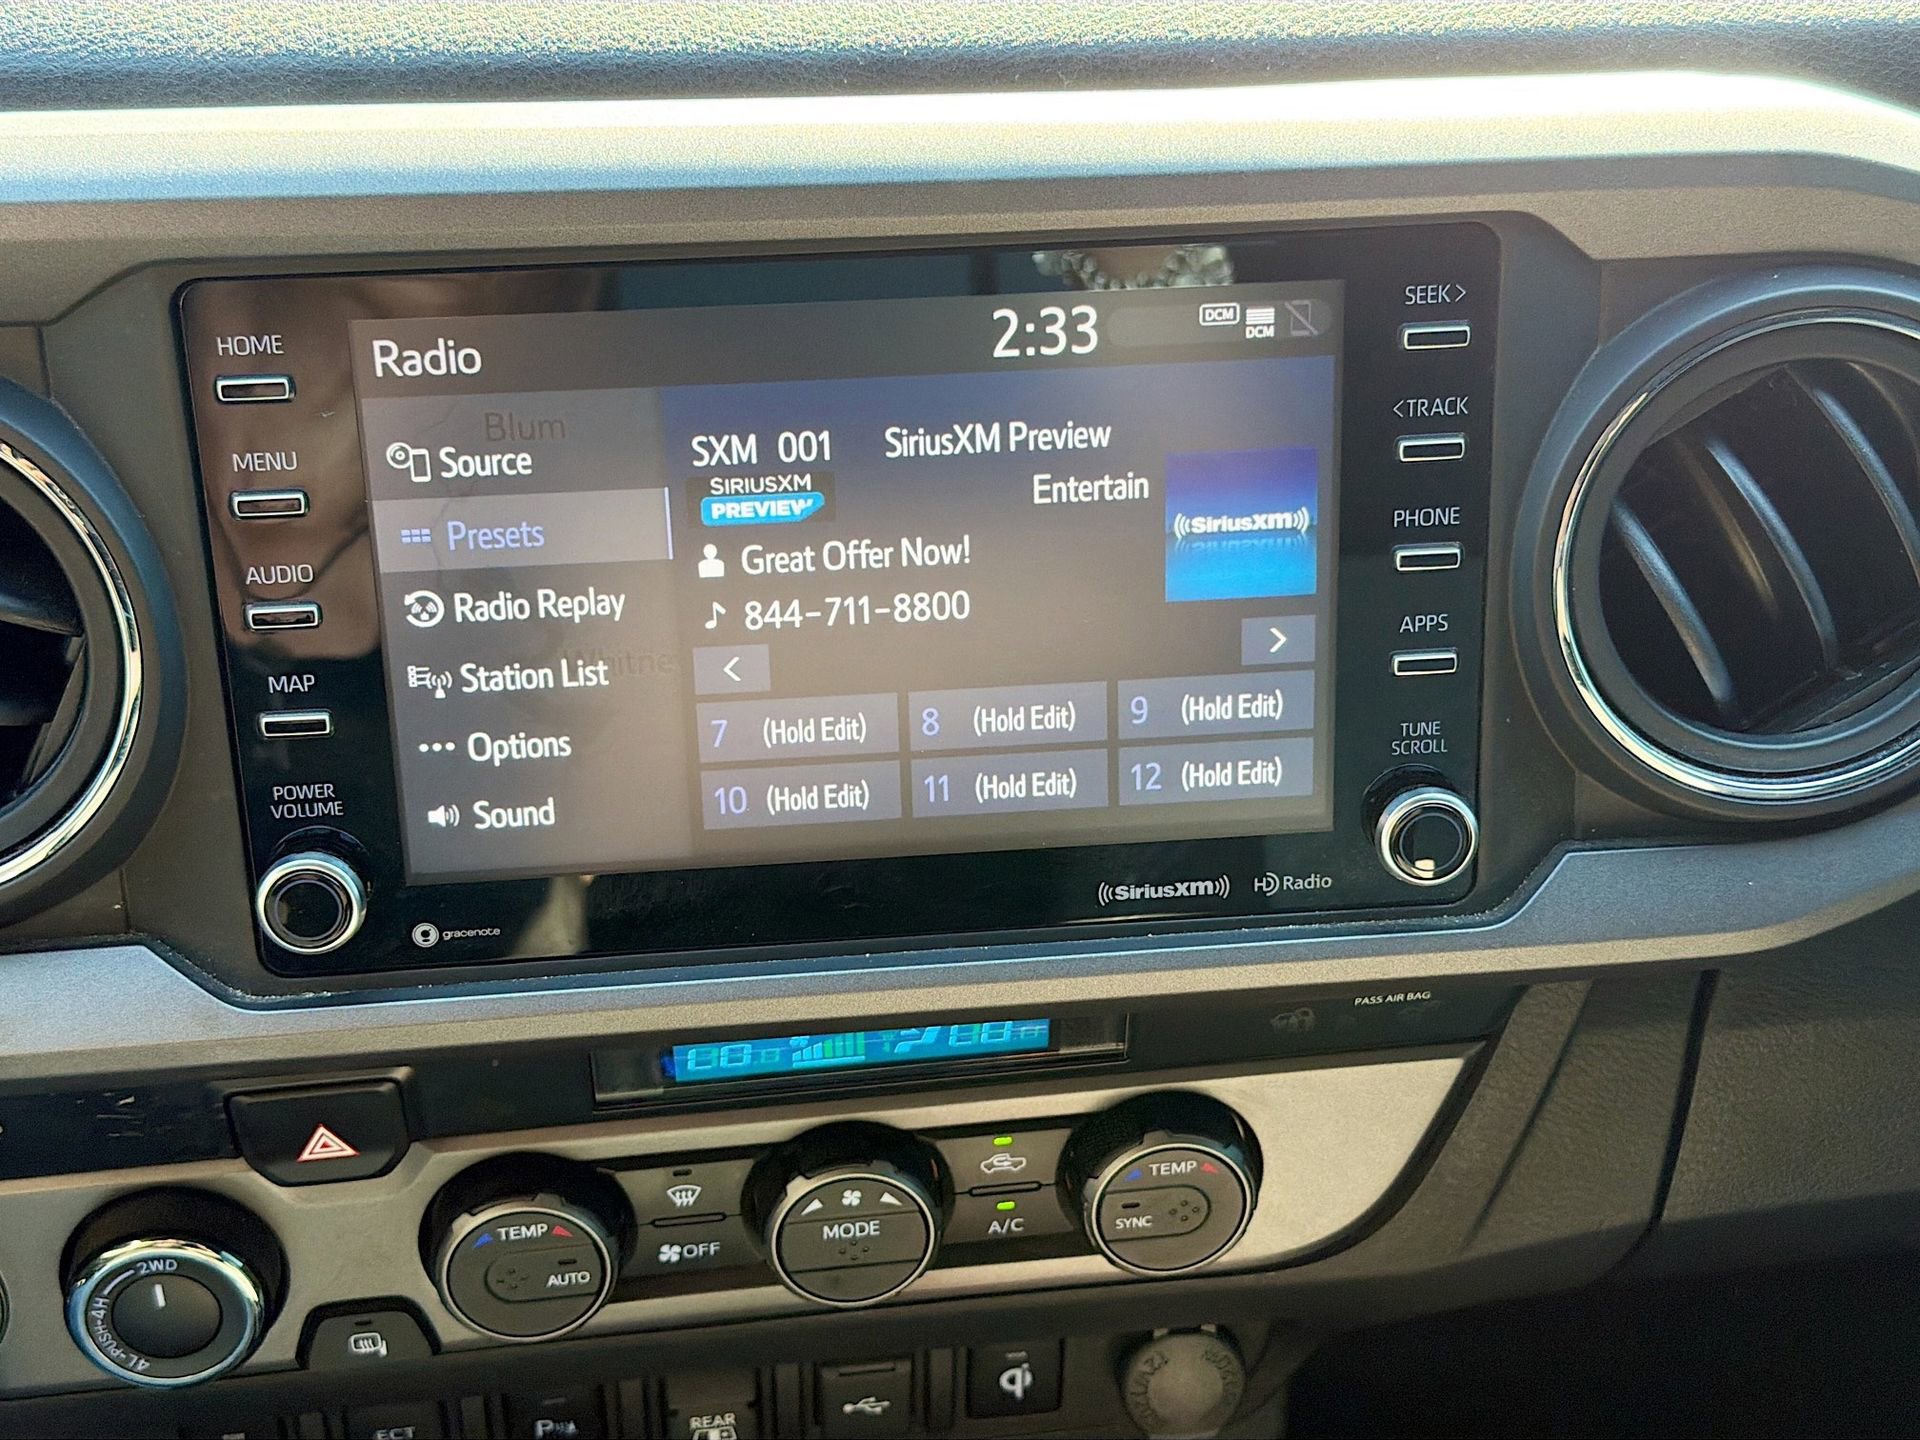 HOME
MENU
AUDIO
MAP
POWER
VOLUME
Radio
2:33
DCM
DCM
Blum
Source
Presets
Radio Replay
Station List
Options
Sound
SXM 001
SiriusXM Preview
SIRIUSXM
PREVIEW
Entertain
SiriusXM
Great Offer Now!
844-711-8800
<
>
7 (Hold Edit)
8 (Hold Edit)
9 (Hold Edit)
10 (Hold Edit)
11 (Hold Edit)
12 (Hold Edit)
SEEK>
<TRACK
PHONE
APPS
TUNE
SCROLL
gracenote
SiriusXM
HD Radio
PASS AIR BAG
TEMP
AUTO
OFF
MODE
A/C
TEMP
SYNC
2WD
4L-PUSH-4H
ECT
P
REAR